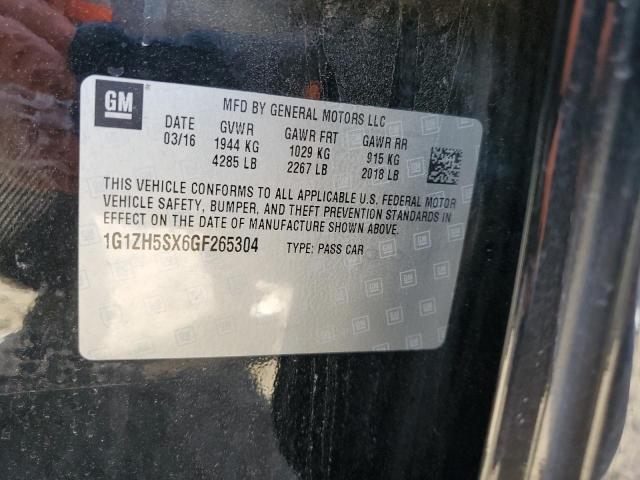 GM
MFD BY GENERAL MOTORS LLC
DATE GVWR GAWR FRT GAWR RR
03/16 1944 KG 1029 KG 915 KG
4285 LB 2267 LB 2018 LB
THIS VEHICLE CONFORMS TO ALL APPLICABLE U.S. FEDERAL MOTOR
VEHICLE SAFETY, BUMPER, AND THEFT PREVENTION STANDARDS IN
EFFECT ON THE DATE OF MANUFACTURE SHOWN ABOVE.
1G1ZH5SX6GF265304 TYPE: PASS CAR